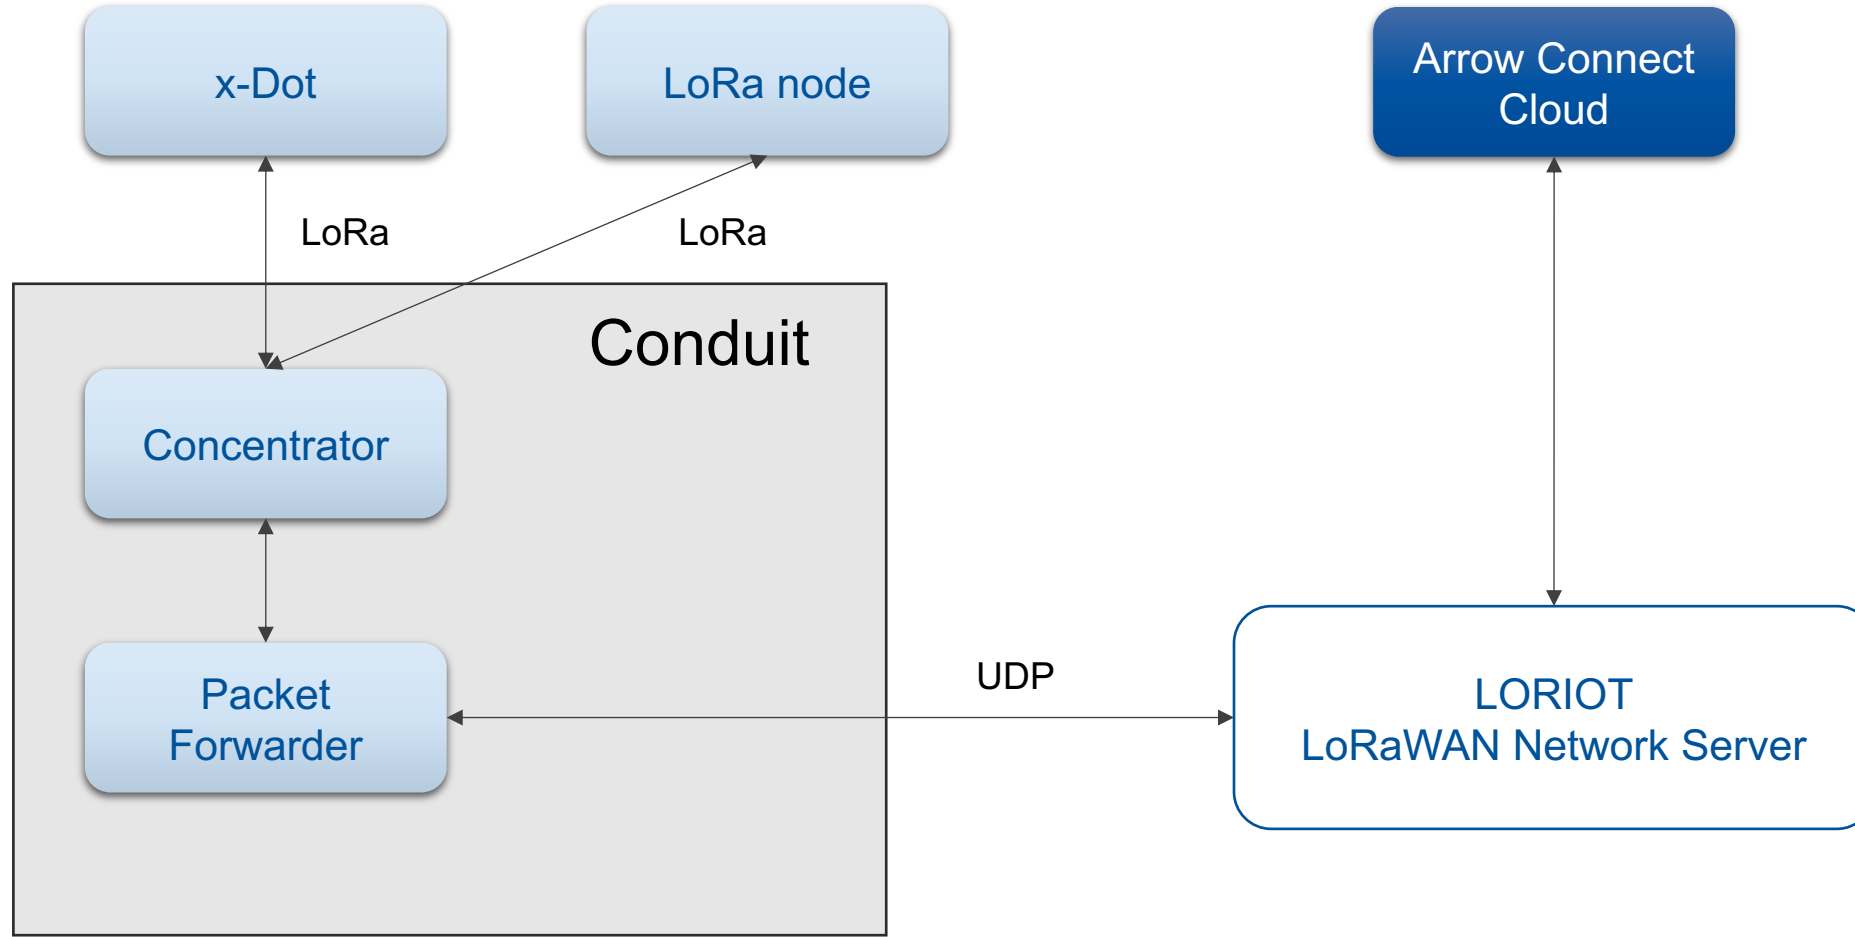 x-Dot
LoRa node
Arrow Connect
Cloud
LoRa
LoRa
Conduit
Concentrator
Packet
Forwarder
UDP
LORIOT
LoRaWAN Network Server